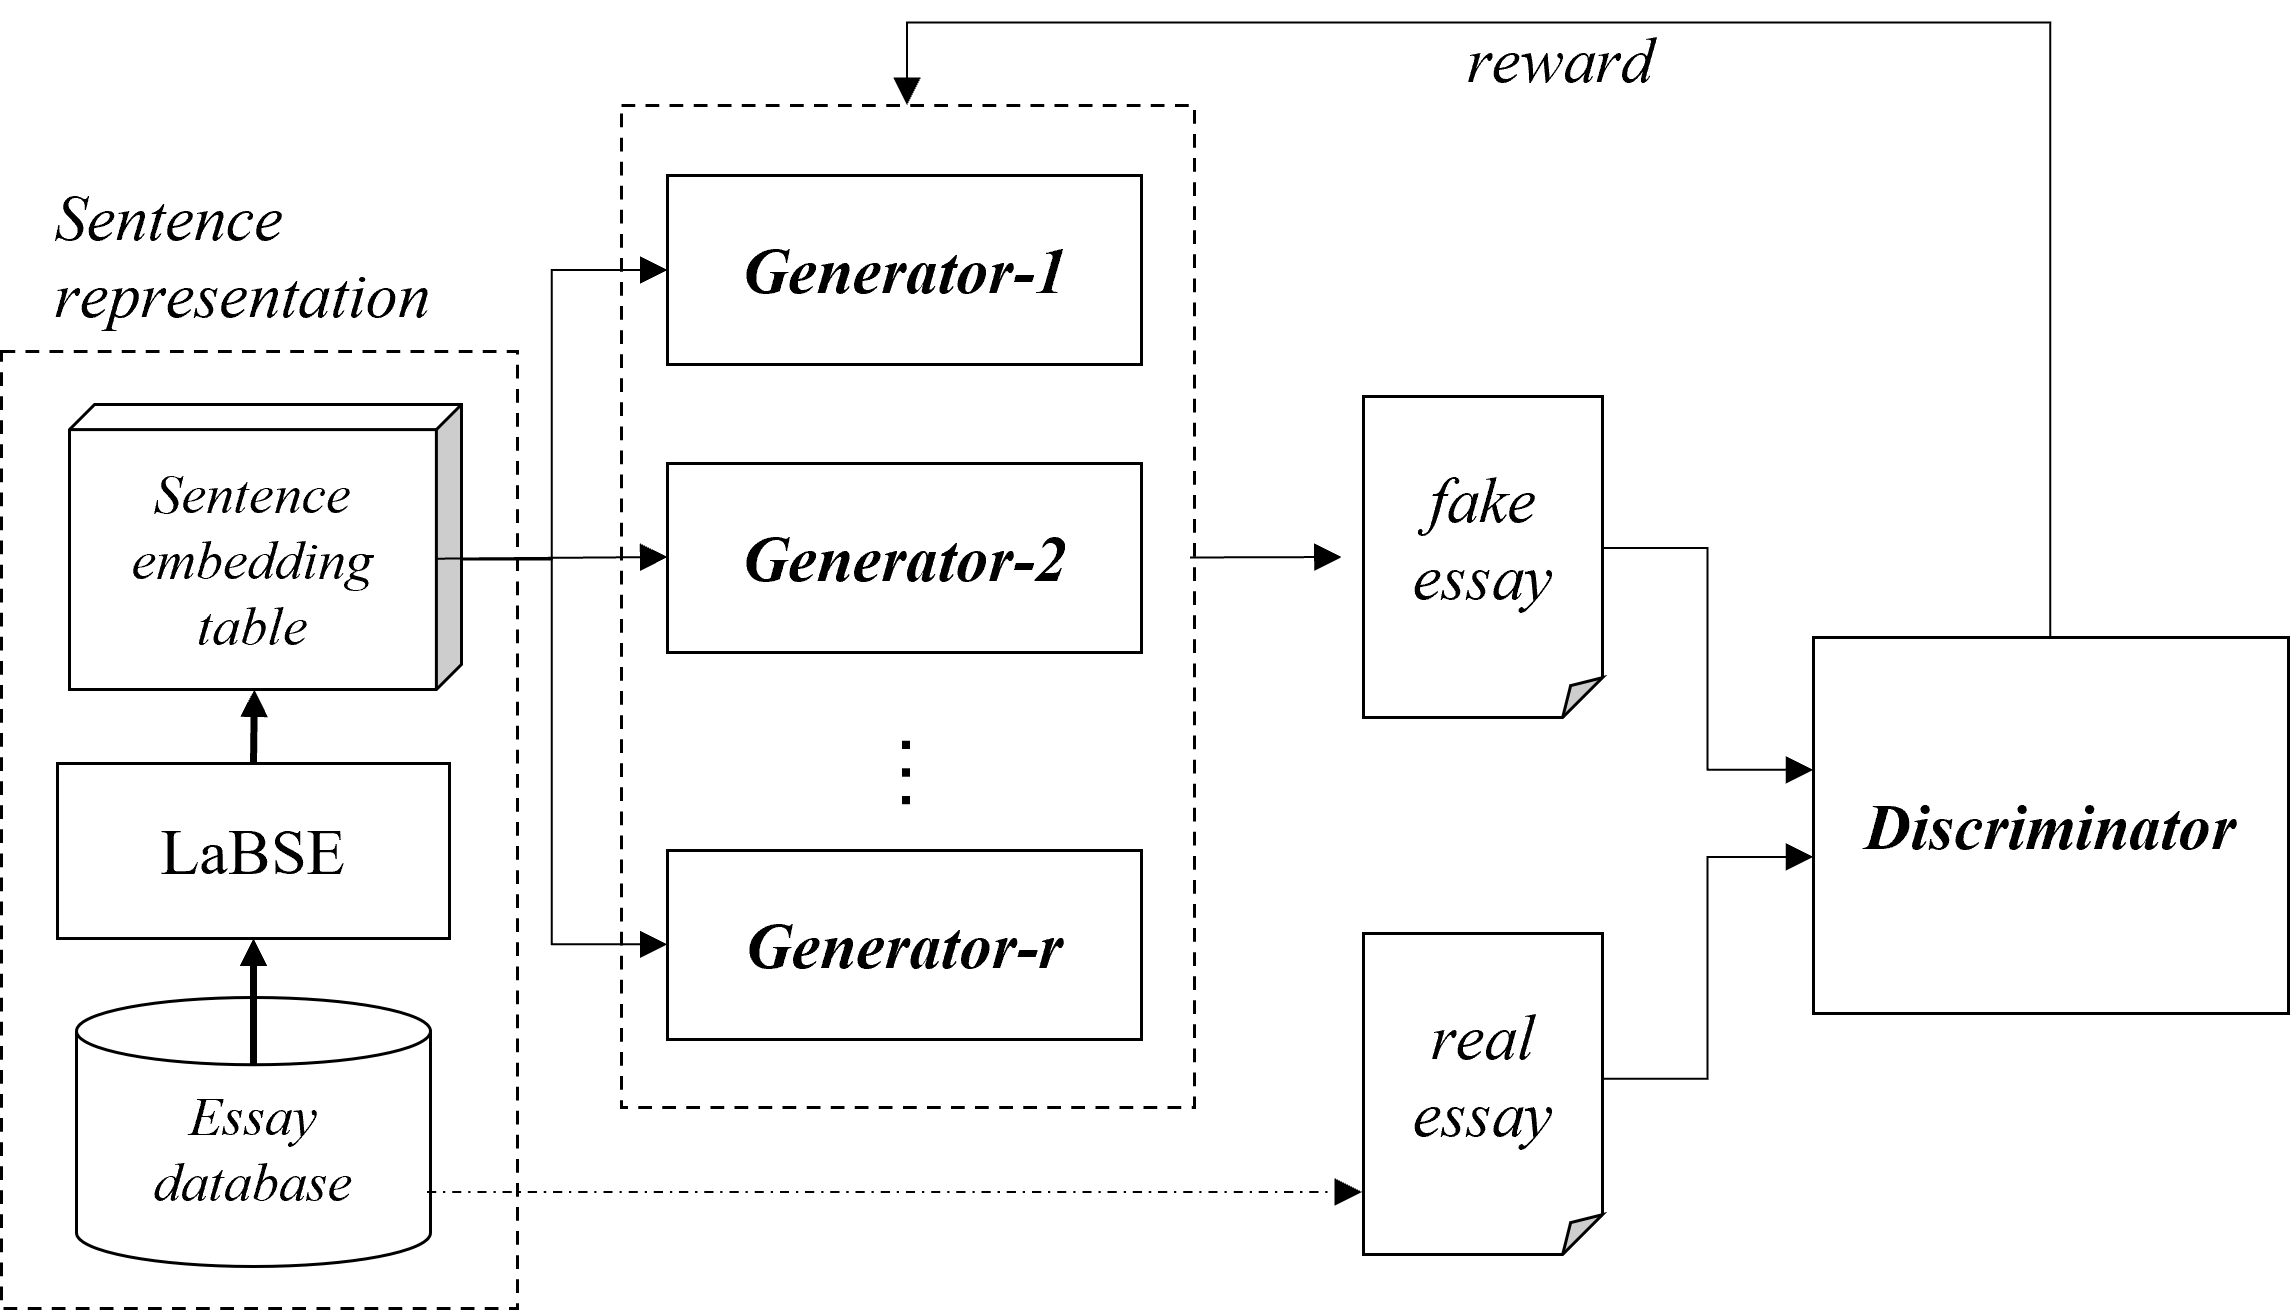 reward
Sentence
representation
Generator-1
Sentence
embedding
table
Generator-2
fake
essay
LaBSE
Discriminator
Generator-r
real
essay
Essay
database